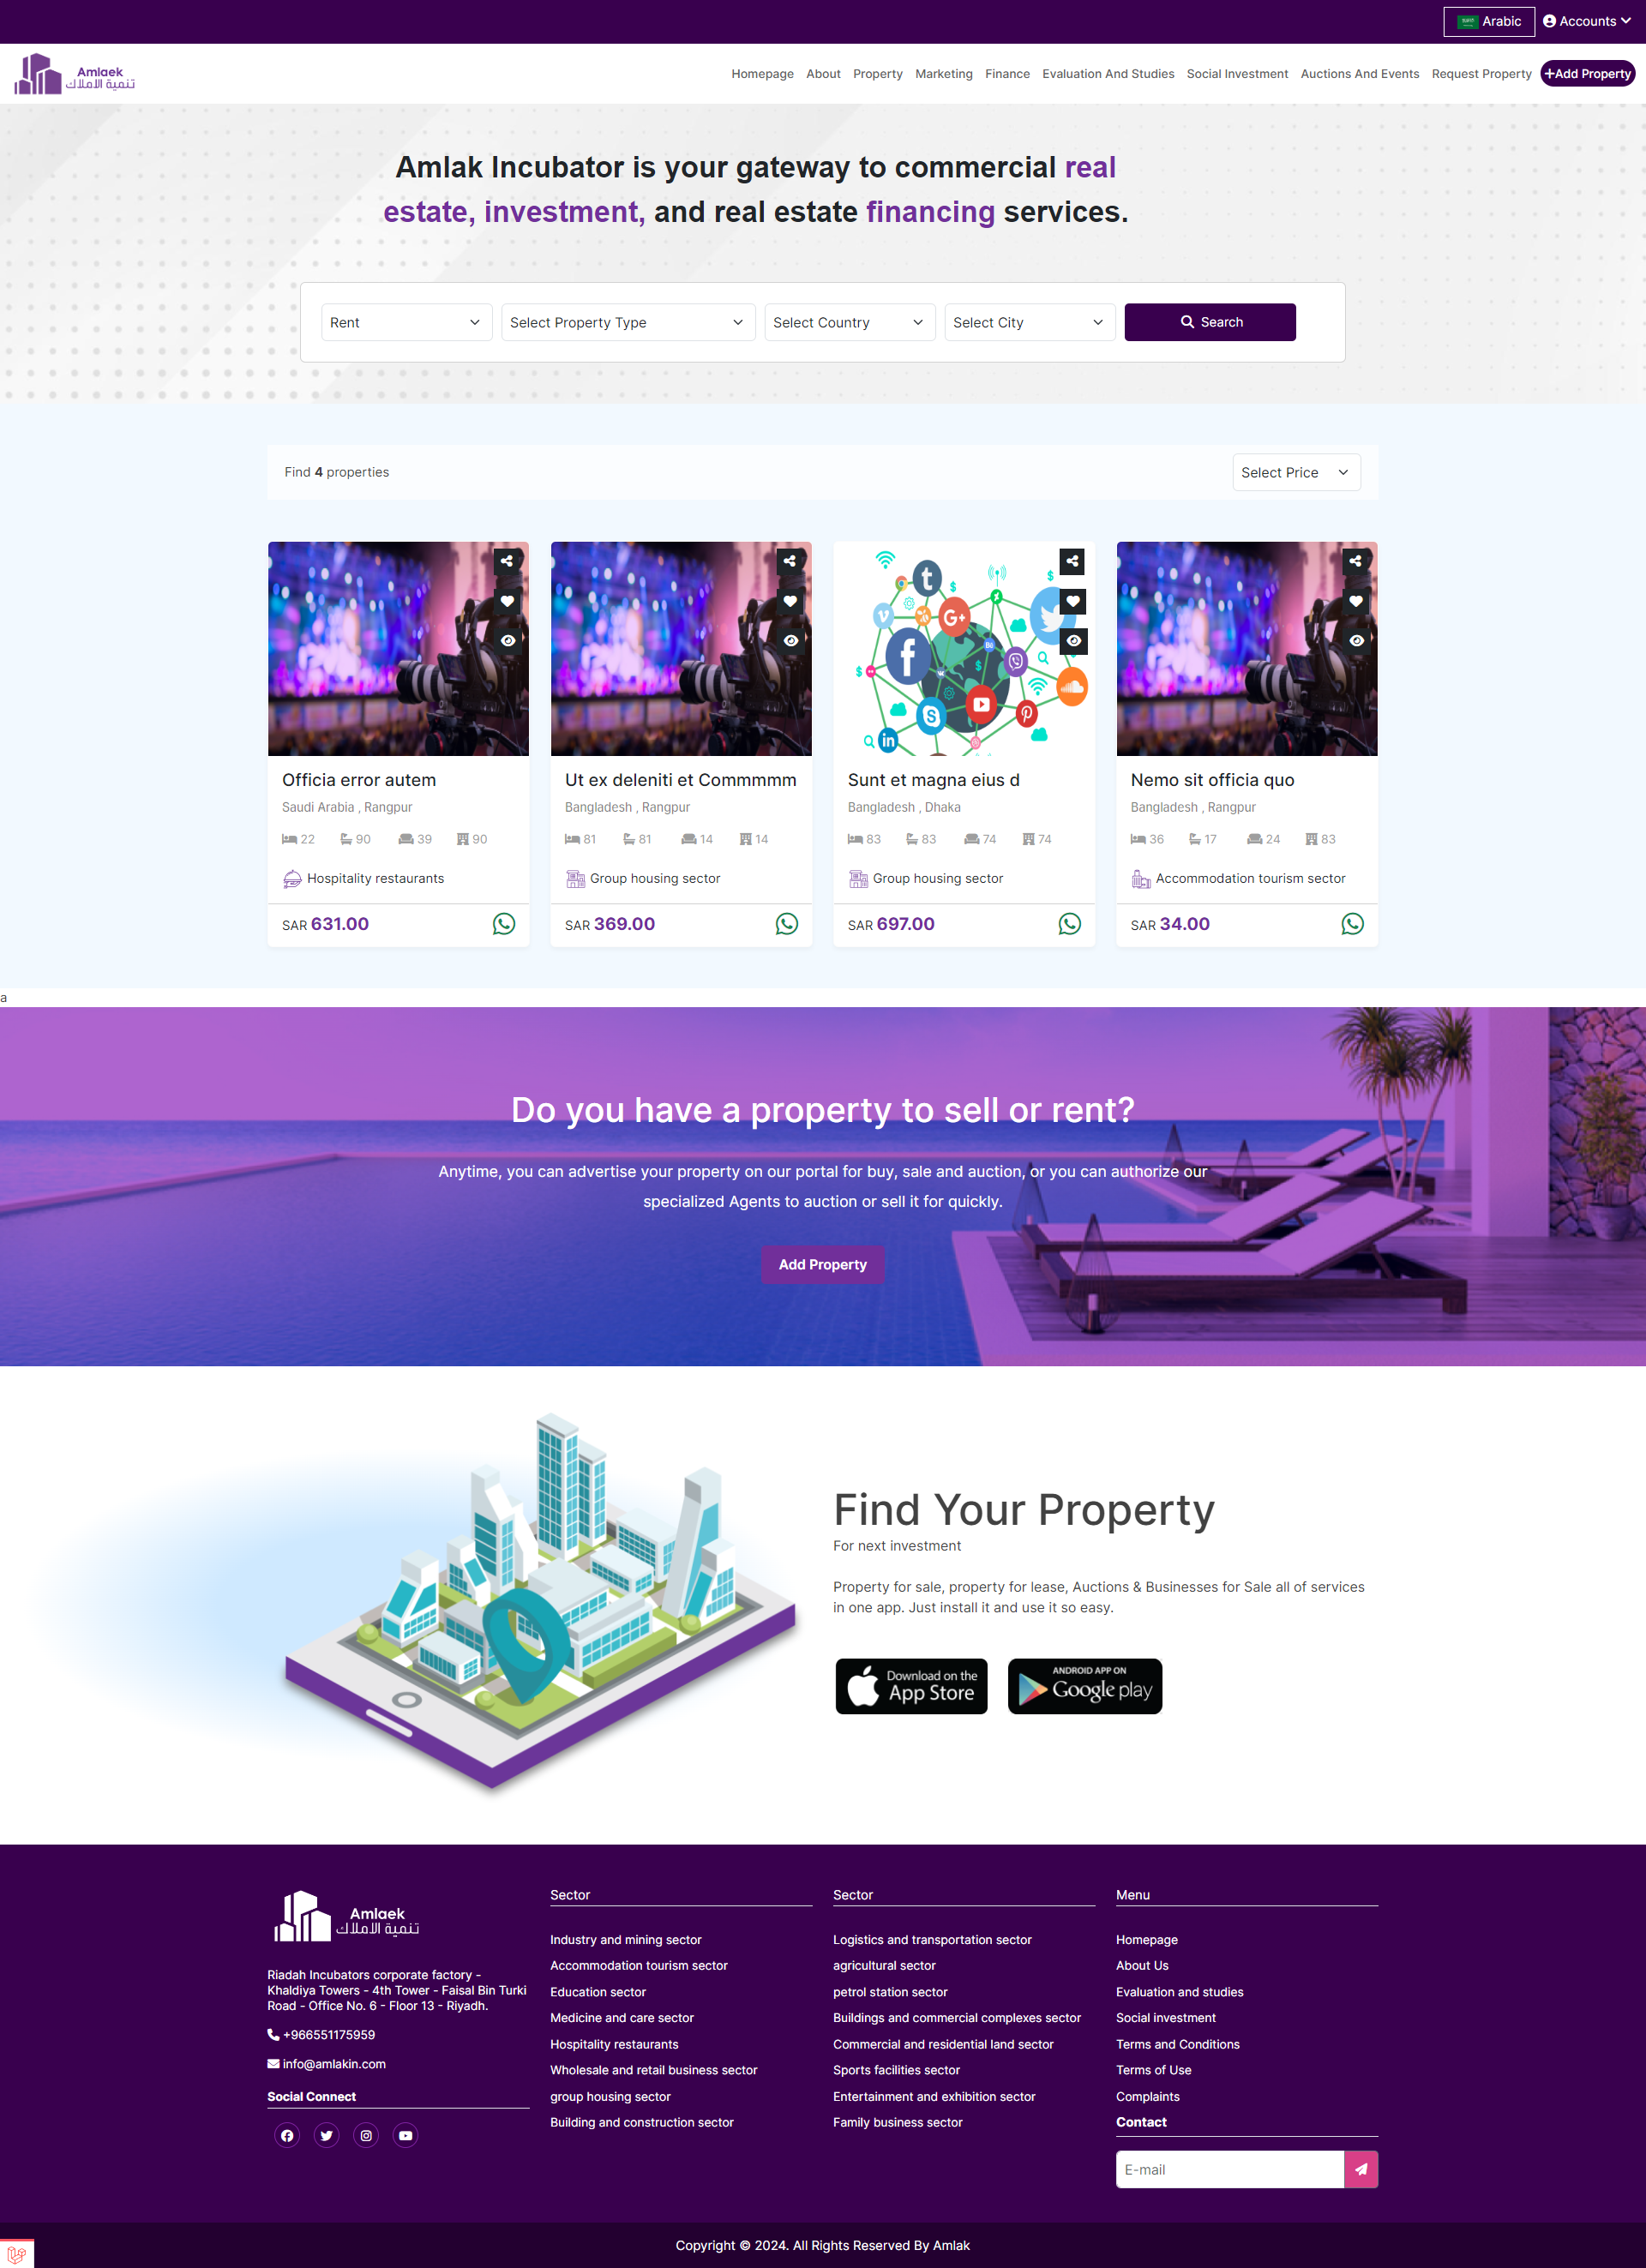 Arabic
Accounts
Amlaek
تنمية الاملاك
Homepage
About
Property
Marketing
Finance
Evaluation And Studies
Social Investment
Auctions And Events
Request Property
+Add Property
Amlak Incubator is your gateway to commercial real
estate, investment, and real estate financing services.
Rent
Select Property Type
Select Country
Select City
Search
Find 4 properties
Select Price
Officia error autem
Saudi Arabia , Rangpur
22 90 39 90
Hospitality restaurants
SAR 631.00
Ut ex deleniti et Commmmm
Bangladesh , Rangpur
81 81 14 14
Group housing sector
SAR 369.00
Sunt et magna eius d
Bangladesh , Dhaka
83 83 74 74
Group housing sector
SAR 697.00
Nemo sit officia quo
Bangladesh , Rangpur
36 17 24 83
Accommodation tourism sector
SAR 34.00
a
Do you have a property to sell or rent?
Anytime, you can advertise your property on our portal for buy, sale and auction, or you can authorize our
specialized Agents to auction or sell it for quickly.
Add Property
Find Your Property
For next investment
Property for sale, property for lease, Auctions & Businesses for Sale all of services
in one app. Just install it and use it so easy.
Download on the
App Store
ANDROID APP ON
Google play
Amlaek
تنمية الاملاك
Riadah Incubators corporate factory -
Khaldiya Towers - 4th Tower - Faisal Bin Turki
Road - Office No. 6 - Floor 13 - Riyadh.
+966551175959
info@amlakin.com
Social Connect
Sector
Industry and mining sector
Accommodation tourism sector
Education sector
Medicine and care sector
Hospitality restaurants
Wholesale and retail business sector
group housing sector
Building and construction sector
Sector
Logistics and transportation sector
agricultural sector
petrol station sector
Buildings and commercial complexes sector
Commercial and residential land sector
Sports facilities sector
Entertainment and exhibition sector
Family business sector
Menu
Homepage
About Us
Evaluation and studies
Social investment
Terms and Conditions
Terms of Use
Complaints
Contact
E-mail
Copyright © 2024. All Rights Reserved By Amlak